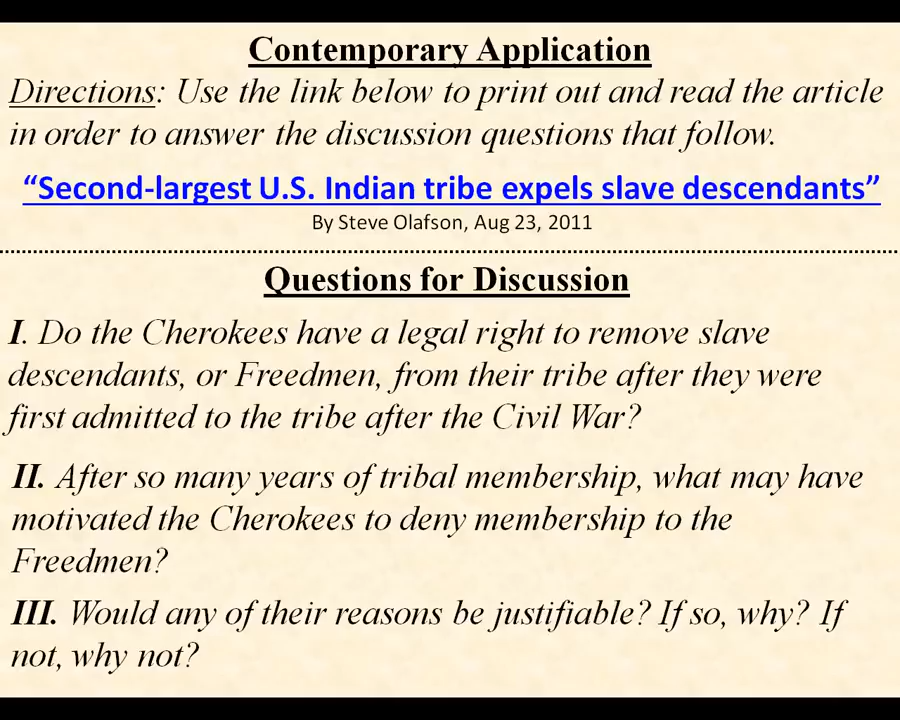 Contemporary Application
Directions: Use the link below to print out and read the article
in order to answer the discussion questions that follow.
“Second-largest U.S. Indian tribe expels slave descendants”
By Steve Olafson, Aug 23, 2011
Questions for Discussion
I. Do the Cherokees have a legal right to remove slave
descendants, or Freedmen, from their tribe after they were
first admitted to the tribe after the Civil War?
II. After so many years of tribal membership, what may have
motivated the Cherokees to deny membership to the
Freedmen?
III. Would any of their reasons be justifiable? If so, why? If
not, why not?